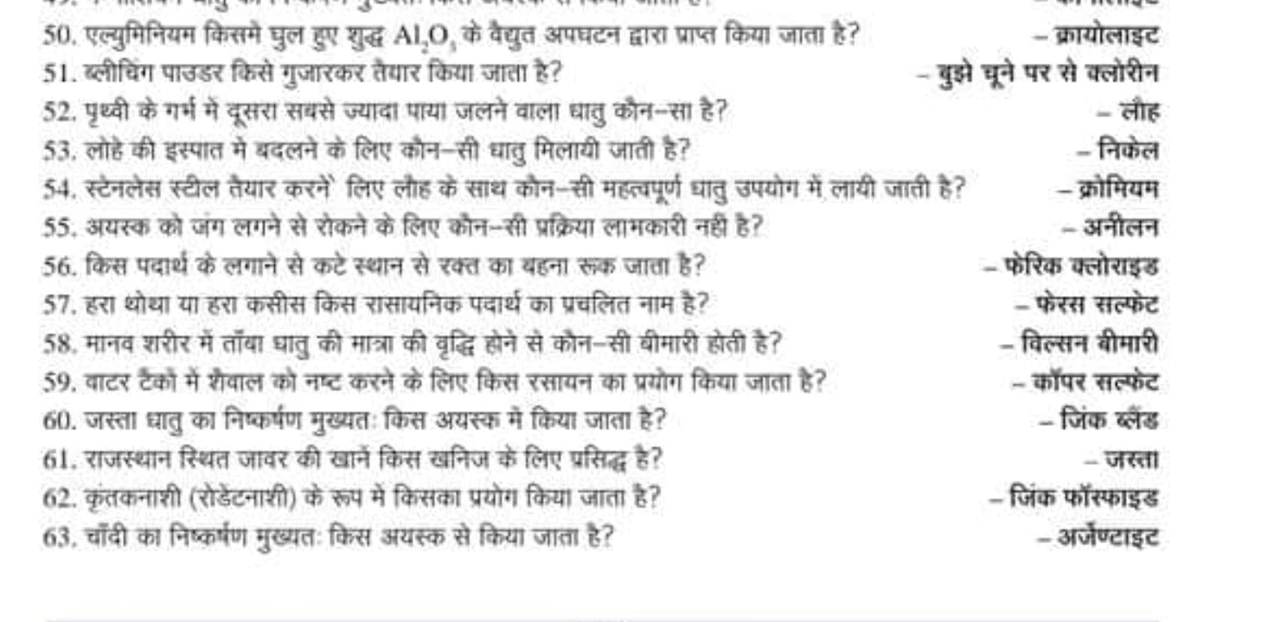 50. एल्युमिनियम किसमे घुल हुए शुद्ध Al₂O₃ के वैद्युत अपघटन द्वारा प्राप्त किया जाता है? – क्रायोलाइट
51. ब्लीचिंग पाउडर किसे गुजारकर तैयार किया जाता है? – बुझे चूने पर से क्लोरीन
52. पृथ्वी के गर्भ में दूसरा सबसे ज्यादा पाया जलने वाला धातु कौन-सा है? – लौह
53. लोहे की इस्पात मे बदलने के लिए कौन-सी धातु मिलायी जाती है? – निकेल
54. स्टेनलेस स्टील तैयार करनें लिए लौह के साथ कौन-सी महत्वपूर्ण धातु उपयोग में लायी जाती है? – क्रोमियम
55. अयस्क को जंग लगने से रोकने के लिए कौन-सी प्रक्रिया लाभकारी नही है? – अनीलन
56. किस पदार्थ के लगाने से कटे स्थान से रक्त का बहना रूक जाता है? – फेरिक क्लोराइड
57. हरा थोथा या हरा कसीस किस रासायनिक पदार्थ का प्रचलित नाम है? – फेरस सल्फेट
58. मानव शरीर में ताँबा धातु की मात्रा की वृद्धि होने से कौन-सी बीमारी होती है? – विल्सन बीमारी
59. वाटर टैकों में शैवाल को नष्ट करने के लिए किस रसायन का प्रयोग किया जाता है? – कॉपर सल्फेट
60. जस्ता धातु का निष्कर्षण मुख्यतः किस अयस्क में किया जाता है? – जिंक ब्लैंड
61. राजस्थान स्थित जावर की खानें किस खनिज के लिए प्रसिद्ध है? – जस्ता
62. कृंतकनाशी (रोडेंटनाशी) के रूप में किसका प्रयोग किया जाता है? – जिंक फॉस्फाइड
63. चाँदी का निष्कर्षण मुख्यतः किस अयस्क से किया जाता है? – अर्जेण्टाइट